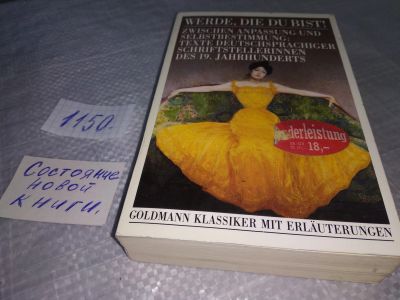 WERDE, DIE DU BIST!
ZWISCHEN ANPASSUNG UND
SELBSTBESTIMMUNG:
TEXTE DEUTSCHSPRACHIGER
SCHRIFTSTELLERINNEN
DES 19. JAHRHUNDERTS
derleistung
18,–
GOLDMANN KLASSIKER MIT ERLÄUTERUNGEN
1150.
Состояние
новой
книги.